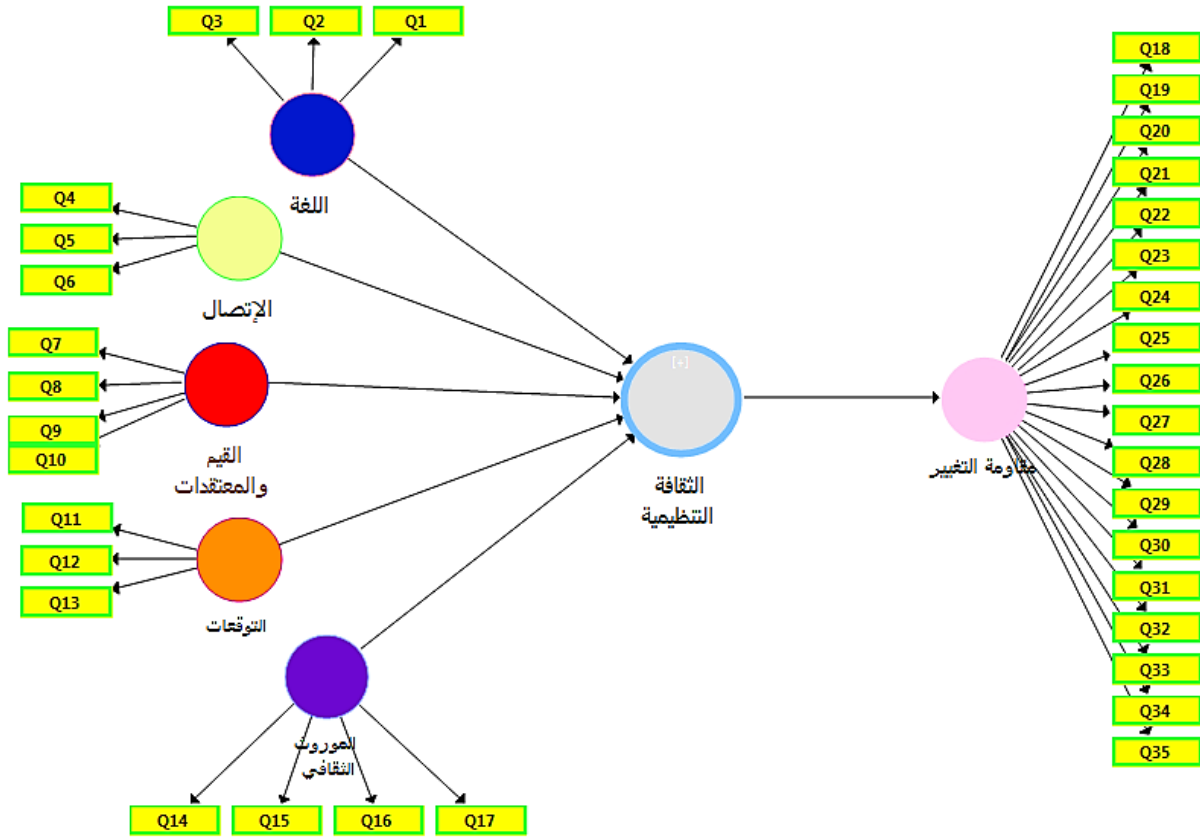 Q3
Q2
Q1
اللغة
Q4
Q5
Q6
الإتصال
Q7
Q8
Q9
Q10
القيم
والمعتقدات
Q11
Q12
Q13
التوقعات
الموروث
الثقافي
Q14
Q15
Q16
Q17
[+]
الثقافة
التنظيمية
مقاومة التغيير
Q18
Q19
Q20
Q21
Q22
Q23
Q24
Q25
Q26
Q27
Q28
Q29
Q30
Q31
Q32
Q33
Q34
Q35